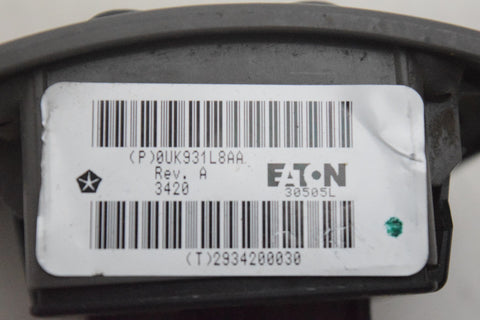 (P)0UK931L8AA
Rev. A
3420
EATON
30505L
(T)2934200030